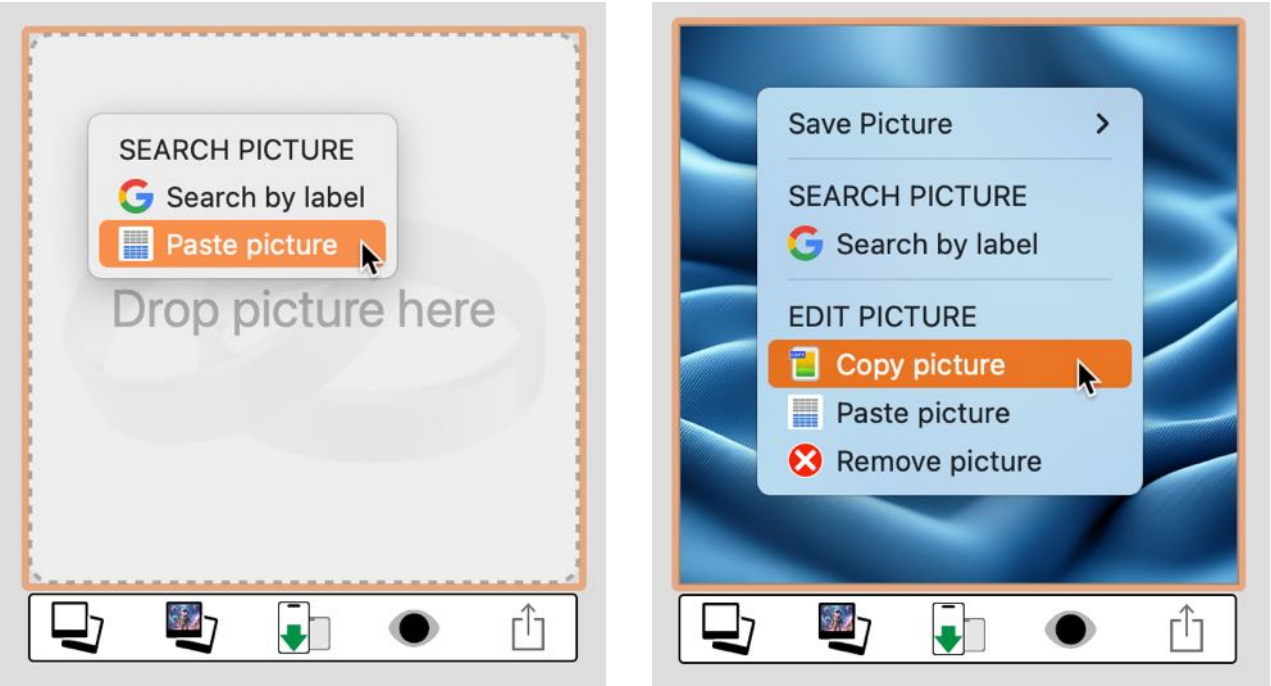 SEARCH PICTURE
Search by label
Paste picture
Drop picture here
Save Picture
SEARCH PICTURE
Search by label
EDIT PICTURE
COPY
Copy picture
Paste picture
Remove picture